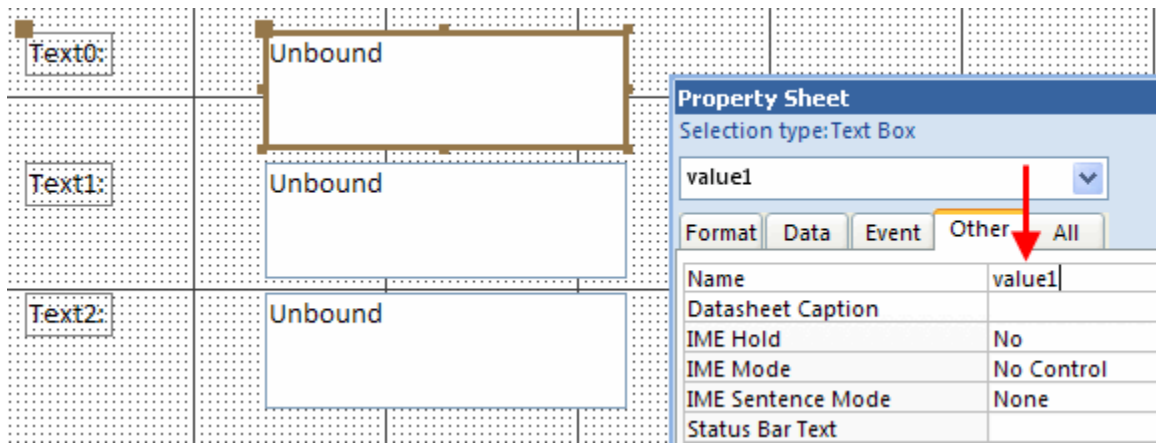 Text0:
Unbound
Text1:
Unbound
Text2:
Unbound
Property Sheet
Selection type:Text Box
value1
Format Data Event Other All
Name value1
Datasheet Caption
IME Hold No
IME Mode No Control
IME Sentence Mode None
Status Bar Text